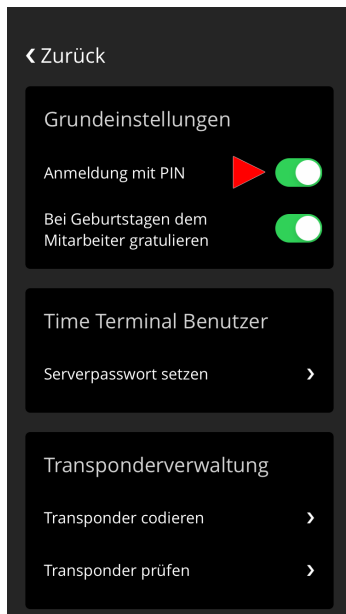 Zurück
Grundeinstellungen
Anmeldung mit PIN
Bei Geburtstagen dem
Mitarbeiter gratulieren
Time Terminal Benutzer
Serverpasswort setzen
Transponderverwaltung
Transponder codieren
Transponder prüfen